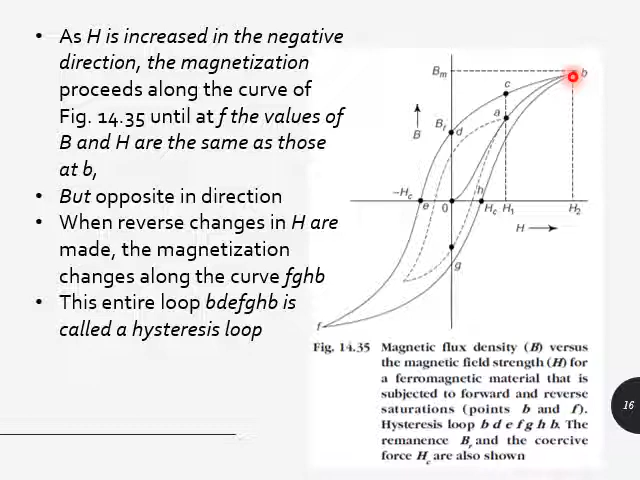 • As H is increased in the negative
direction, the magnetization
proceeds along the curve of
Fig. 14.35 until at f the values of
B and H are the same as those
at b,
• But opposite in direction
• When reverse changes in H are
made, the magnetization
changes along the curve fghb
• This entire loop bdefghb is
called a hysteresis loop
Bm
b
c
a
Br
d
B
–Hc
e
0
h
Hc
H1
H2
H
g
f
Fig. 14.35 Magnetic flux density (B) versus
the magnetic field strength (H) for
a ferromagnetic material that is
subjected to forward and reverse
saturations (points b and f).
Hysteresis loop b d e f g h b. The
remanence Br and the coercive
force Hc are also shown
16